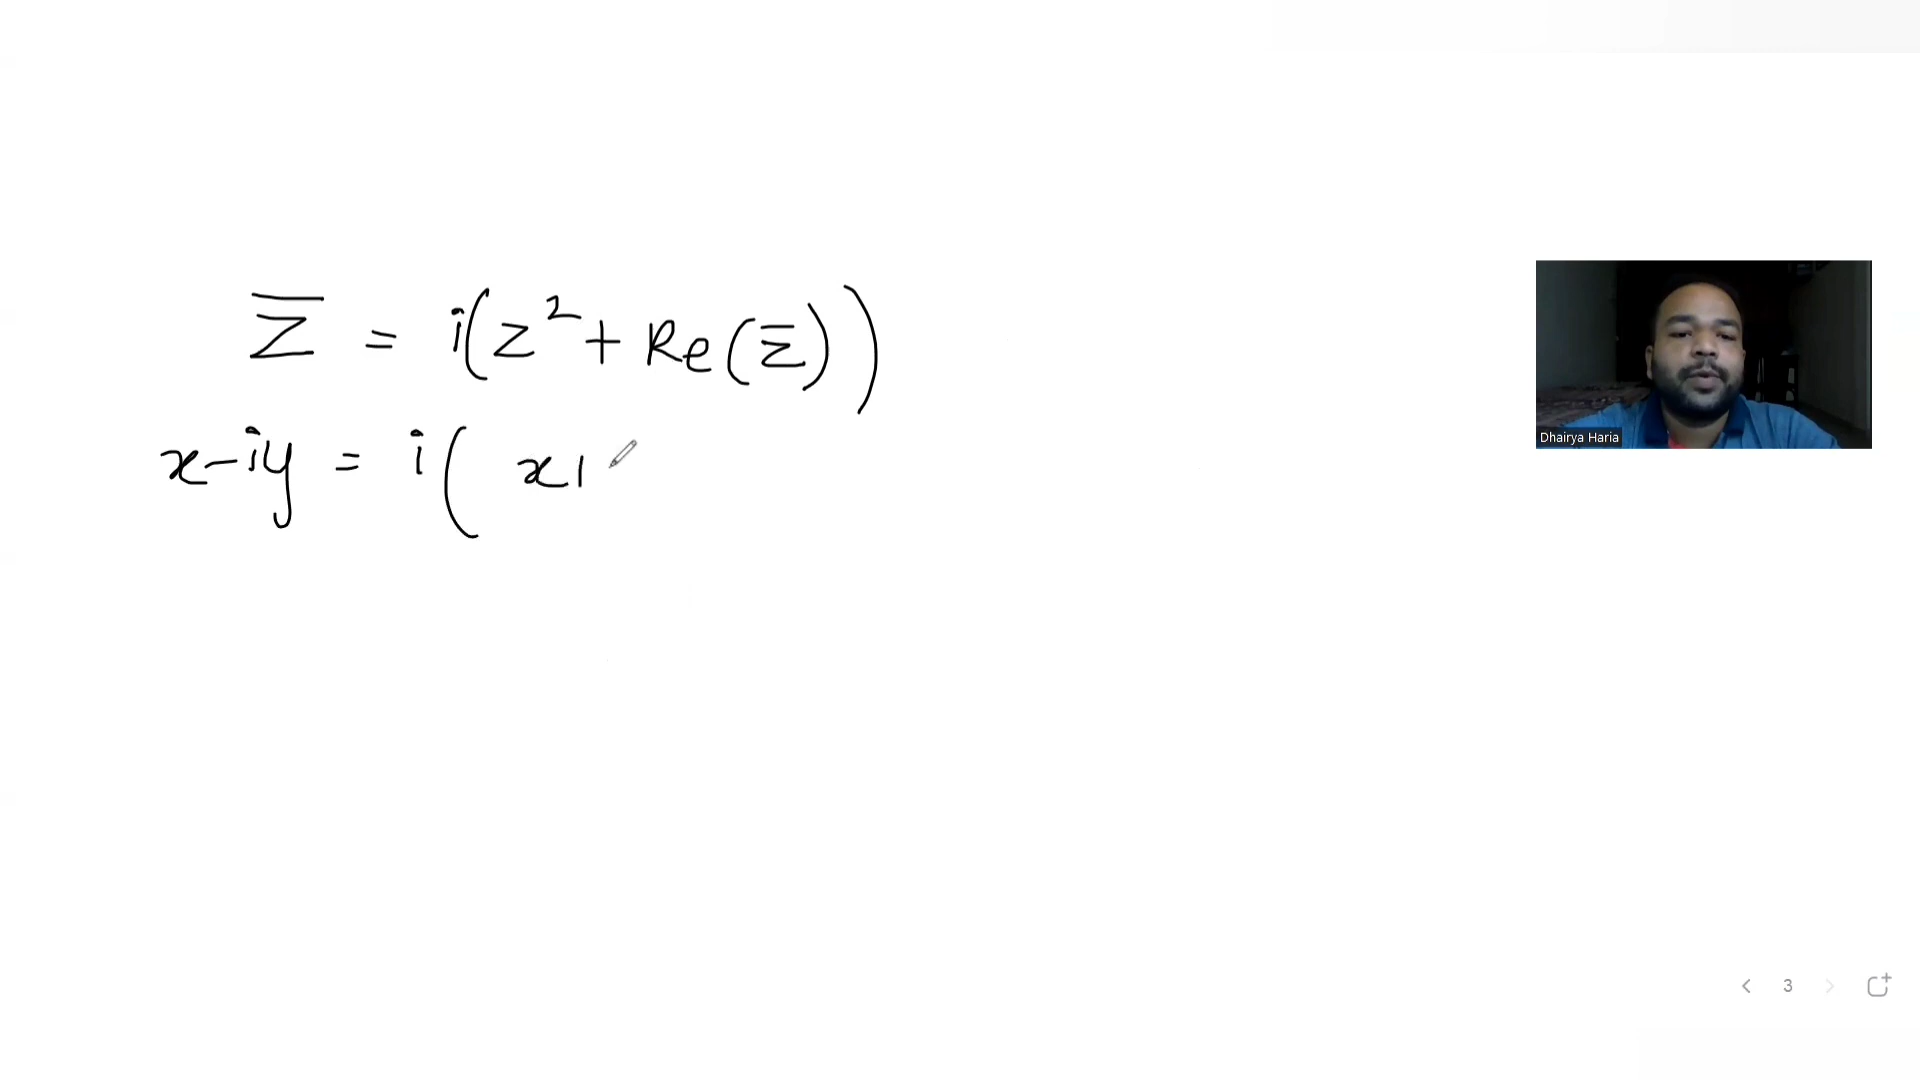 z̅ = i(z² + Re(z̅))
x-iy = i( x1
Dhairya Haria
3